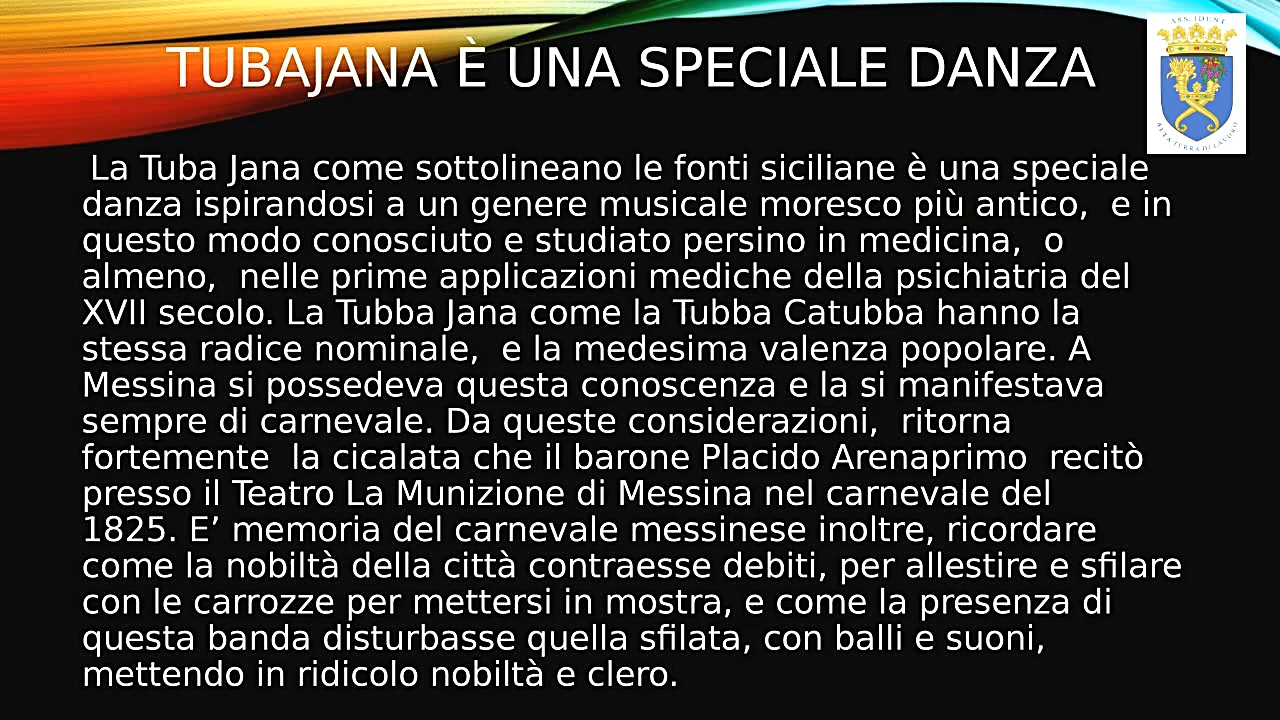 TUBAJANA È UNA SPECIALE DANZA
ASS. IDENT
ALTA TERRA DI LAVORO
La Tuba Jana come sottolineano le fonti siciliane è una speciale
danza ispirandosi a un genere musicale moresco più antico,  e in
questo modo conosciuto e studiato persino in medicina,  o
almeno,  nelle prime applicazioni mediche della psichiatria del
XVII secolo. La Tubba Jana come la Tubba Catubba hanno la
stessa radice nominale,  e la medesima valenza popolare. A
Messina si possedeva questa conoscenza e la si manifestava
sempre di carnevale. Da queste considerazioni,  ritorna
fortemente  la cicalata che il barone Placido Arenaprimo  recitò
presso il Teatro La Munizione di Messina nel carnevale del
1825. E’ memoria del carnevale messinese inoltre, ricordare
come la nobiltà della città contraesse debiti, per allestire e sfilare
con le carrozze per mettersi in mostra, e come la presenza di
questa banda disturbasse quella sfilata, con balli e suoni,
mettendo in ridicolo nobiltà e clero.